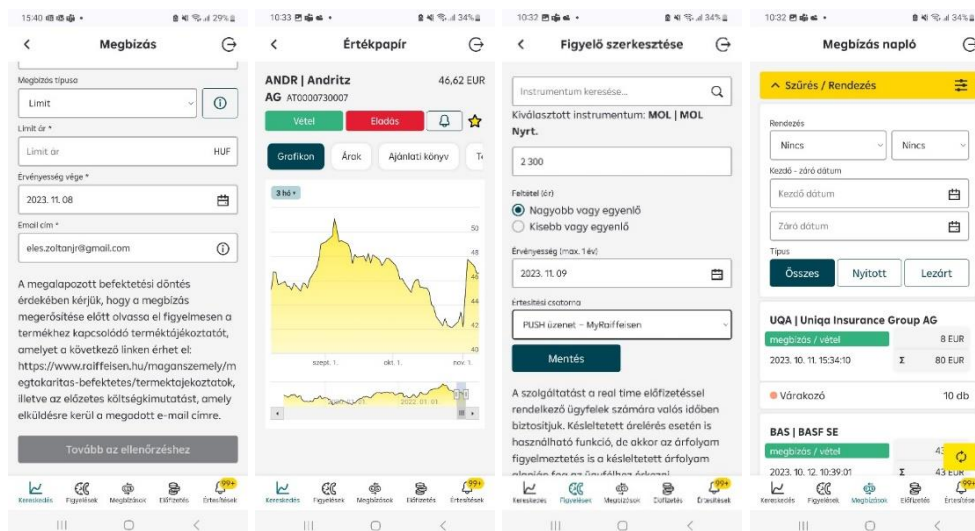 15:40
29%
Megbízás
Megbízás típusa
Limit
Limit ár *
Limit ár
HUF
Érvényesség vége *
2023. 11. 08
Email cím *
eles.zoltanjr@gmail.com
A megalapozott befektetési döntés
érdekében kérjük, hogy a megbízás
megerősítése előtt olvassa el figyelmesen a
termékhez kapcsolódó terméktájékoztatót,
amelyet a következő linken érhet el:
https://www.raiffeisen.hu/maganszemely/m
egtakaritas-befektetes/termektajekoztatok,
illetve az előzetes költségkimutatást, amely
elküldésre kerül a megadott e-mail címre.
Tovább az ellenőrzéshez
99+
Kereskedés Figyelések Megbízások Előfizetés Értesítések
10:33
34%
Értékpapír
ANDR | Andritz 46,62 EUR
AG AT0000730007
Vétel Eladás
Grafikon Árak Ajánlati könyv
3 hó
50
48
46
44
42
40
szept. 1. okt. 1. nov. 1.
2022. 01. 01
99+
Kereskedés Figyelések Megbízások Előfizetés Értesítések
10:32
34%
Figyelő szerkesztése
Instrumentum keresése...
Kiválasztott instrumentum: MOL | MOL
Nyrt.
2 300
Feltétel (ár)
Nagyobb vagy egyenlő
Kisebb vagy egyenlő
Érvényesség (max. 1 év)
2023. 11. 09
Értesítési csatorna
PUSH üzenet – MyRaiffeisen
Mentés
A szolgáltatást a real time előfizetéssel
rendelkező ügyfelek számára valós időben
biztosítjuk. Késleltetett árelérés esetén is
használható funkció, de akkor az árfolyam
figyelmeztetés is a késleltetett árfolyam
alapján fog az ügyfélhez érkezni
99+
Kereskedés Figyelések Megbízások Előfizetés Értesítések
10:32
34%
Megbízás napló
Szűrés / Rendezés
Rendezés
Nincs Nincs
Kezdő - záró dátum
Kezdő dátum
Záró dátum
Típus
Összes Nyitott Lezárt
UQA | Uniqa Insurance Group AG
megbízás / vétel 8 EUR
2023. 10. 11. 15:34:10 Σ 80 EUR
Várakozó 10 db
BAS | BASF SE
megbízás / vétel
2023. 10. 12. 10:39:01 Σ 43 EUR
99+
Kereskedés Figyelések Megbízások Előfizetés Értesítések